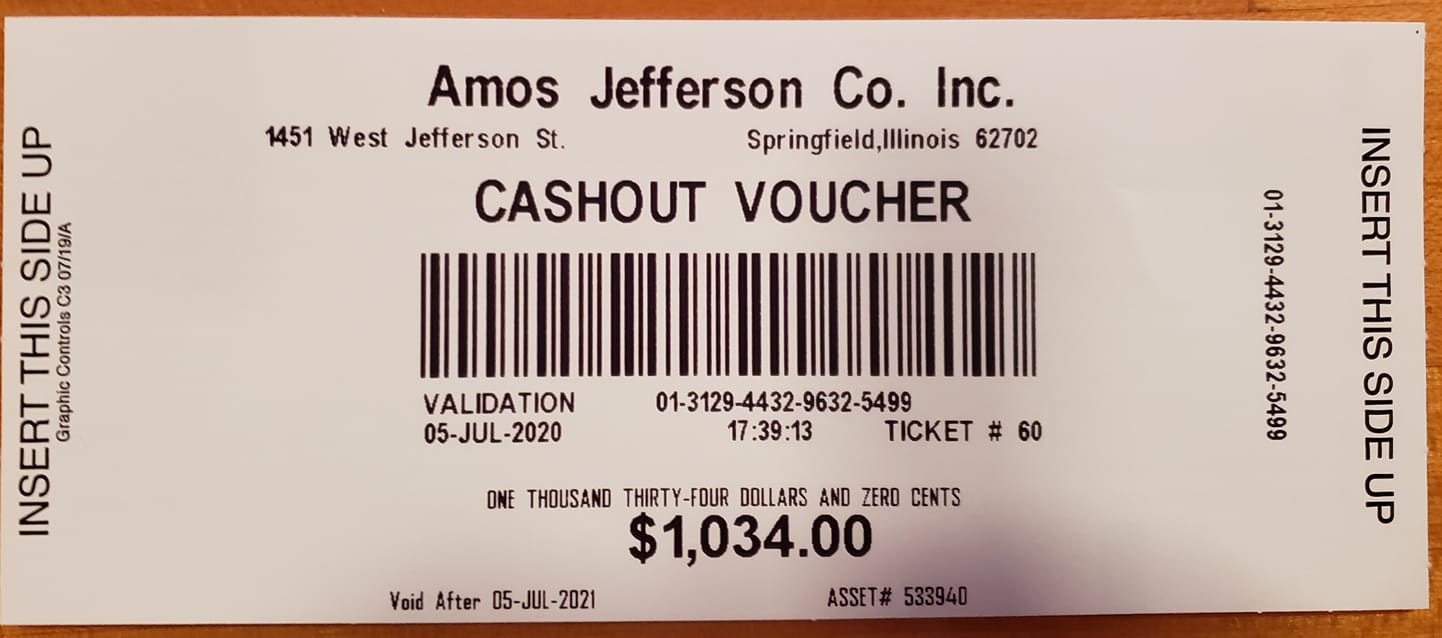 Amos Jefferson Co. Inc.
1451 West Jefferson St. Springfield,Illinois 62702
CASHOUT VOUCHER
VALIDATION 01-3129-4432-9632-5499
05-JUL-2020 17:39:13 TICKET # 60
ONE THOUSAND THIRTY-FOUR DOLLARS AND ZERO CENTS
$1,034.00
Void After 05-JUL-2021 ASSET# 533940
INSERT THIS SIDE UP
Graphic Controls C3 07/19/A
01-3129-4432-9632-5499
INSERT THIS SIDE UP